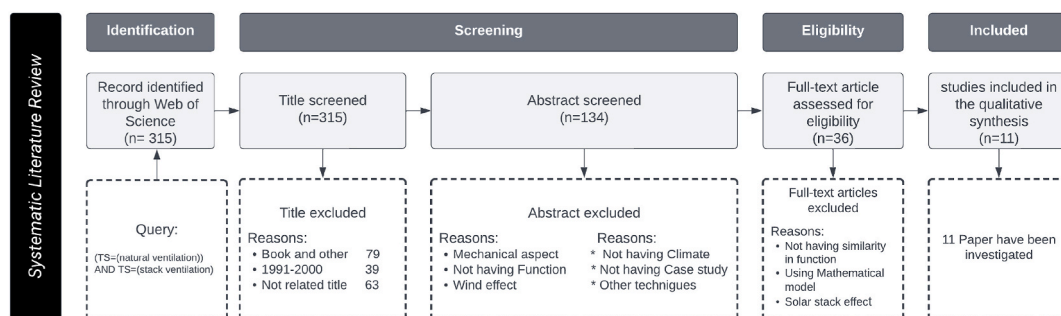 Systematic Literature Review
Identification
Screening
Eligibility
Included
Record identified
through Web of
Science
(n= 315)
Title screened
(n=315)
Abstract screened
(n=134)
Full-text article
assessed for
eligibility
(n=36)
studies included in
the qualitative
synthesis
(n=11)
Query:
(TS=(natural ventilation))
AND TS=(stack ventilation)
Title excluded
Reasons:
• Book and other 79
• 1991-2000 39
• Not related title 63
Abstract excluded
Reasons:
• Mechanical aspect
• Not having Function
• Wind effect
Reasons:
* Not having Climate
* Not having Case study
* Other techniques
Full-text articles
excluded
Reasons:
• Not having similarity
in function
• Using Mathematical
model
• Solar stack effect
11 Paper have been
investigated